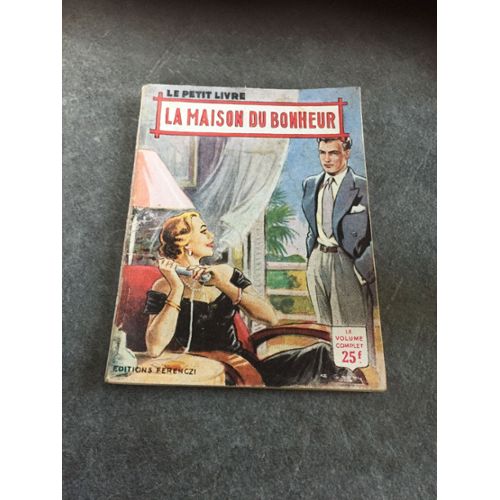 LE PETIT LIVRE
LA MAISON DU BONHEUR
LE
VOLUME
COMPLET
25f
EDITIONS FERENCZI